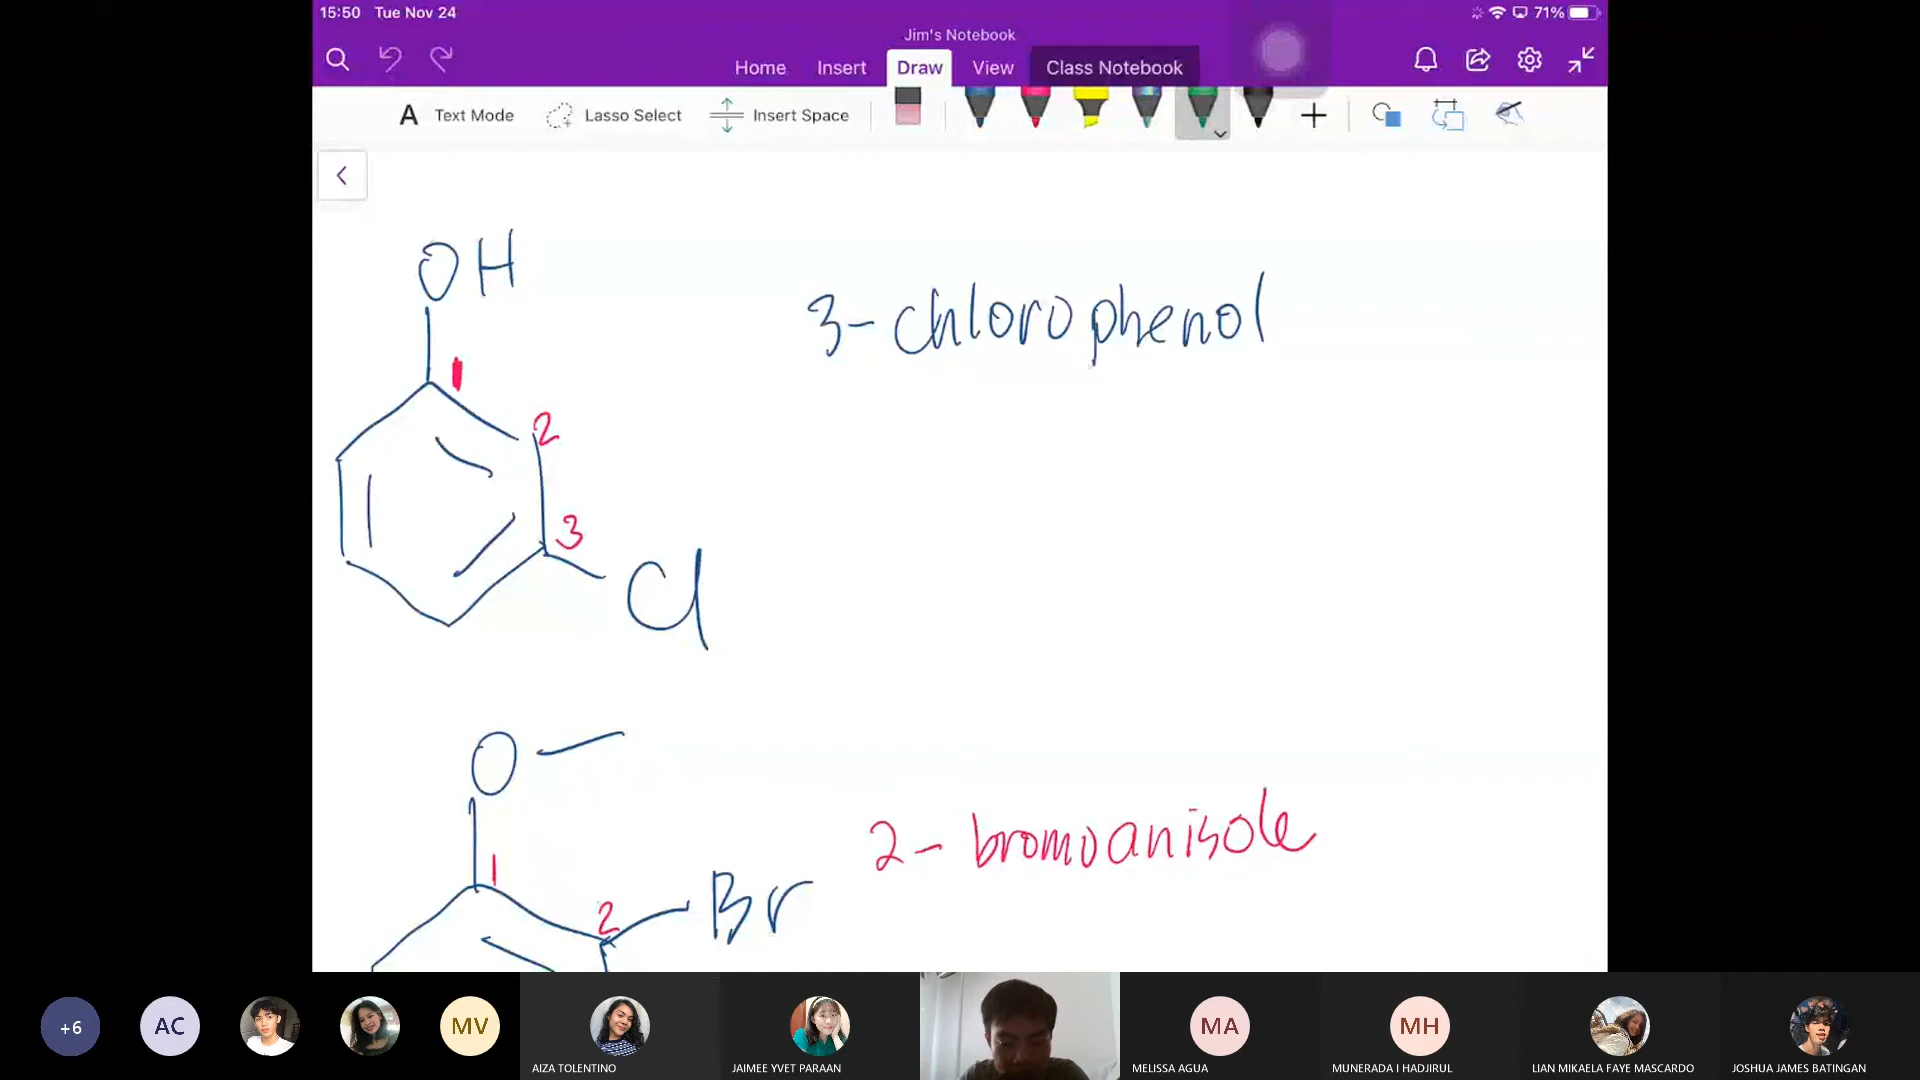 15:50 Tue Nov 24
71%
Jim's Notebook
Home Insert Draw View Class Notebook
A Text Mode Lasso Select Insert Space
OH
3-chlorophenol
1
2
3
Cl
O
2-bromoanisole
1
2
Br
+6 AC MV MA MH
AIZA TOLENTINO JAIMEE YVET PARAAN MELISSA AGUA MUNERADA I HADJIRUL LIAN MIKAELA FAYE MASCARDO JOSHUA JAMES BATINGAN